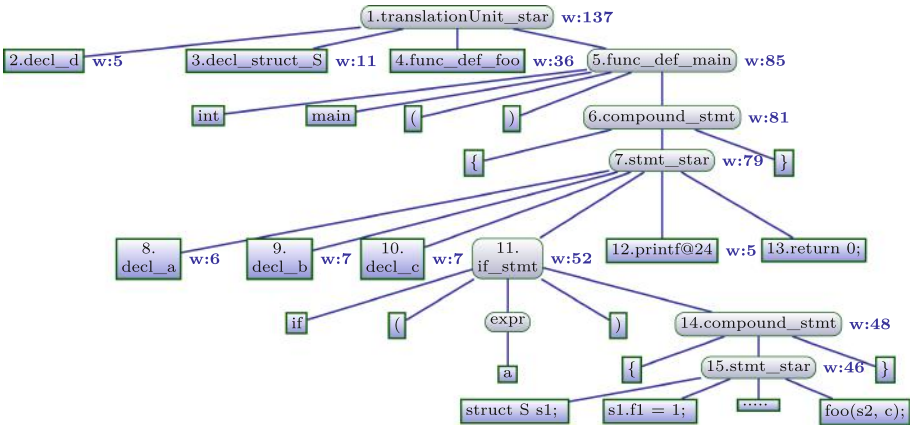 1.translationUnit_star w:137
2.decl_d w:5 3.decl_struct_S w:11 4.func_def_foo w:36 5.func_def_main w:85
int main ( ) 6.compound_stmt w:81
{ 7.stmt_star w:79 }
8. 9. 10. 11.
decl_a w:6 decl_b w:7 decl_c w:7 if_stmt w:52 12.printf@24 w:5 13.return 0;
if ( expr ) 14.compound_stmt w:48
a { 15.stmt_star w:46 }
struct S s1; s1.f1 = 1; ..... foo(s2, c);